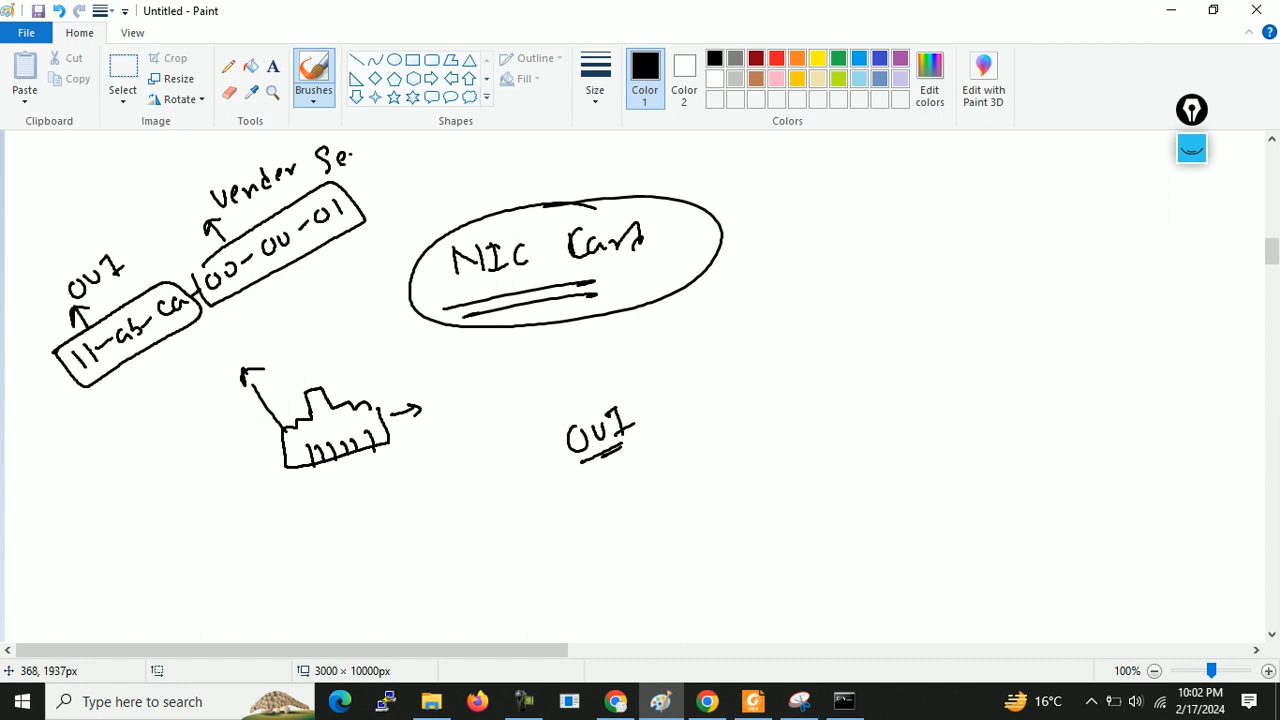 Untitled - Paint
File
Home
View
Paste
Cut
Copy
Clipboard
Select
Crop
Resize
Rotate
Image
Tools
Brushes
Shapes
Outline
Fill
Size
Color 1
Color 2
Edit colors
Edit with Paint 3D
Colors
Vender Se
OUI
11-ab-ca-00-00-01
NIC Card
OUI
368, 1937px
3000 × 10000px
100%
Type here to search
16°C
10:02 PM
2/17/2024